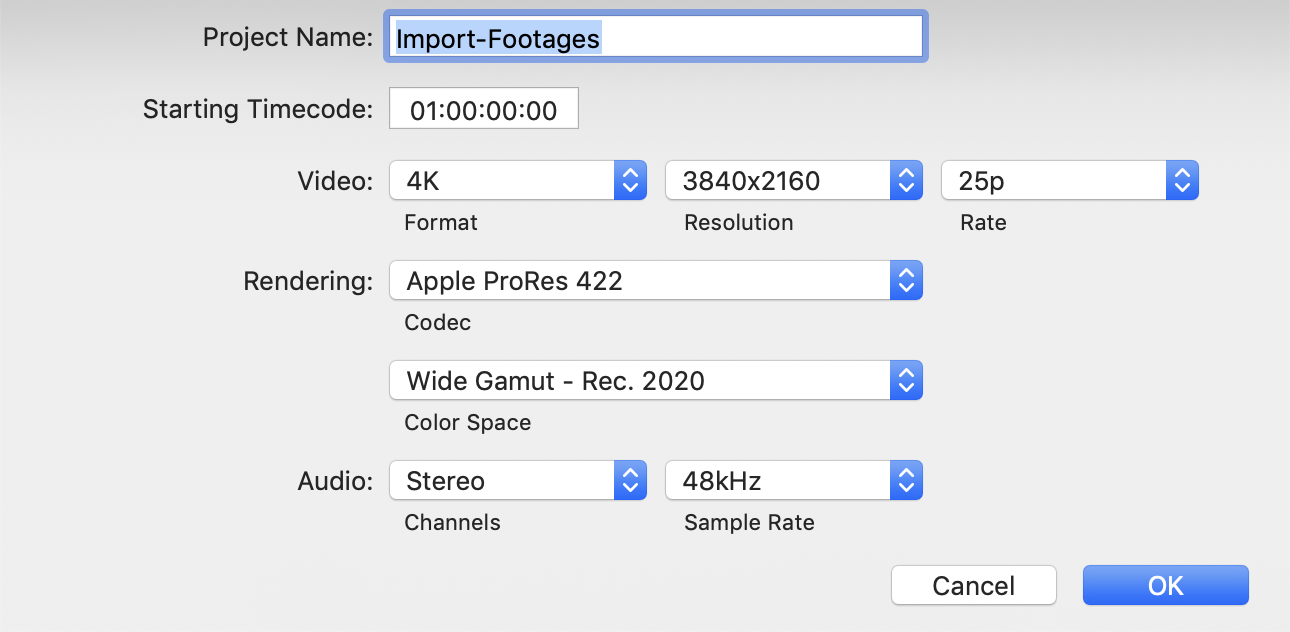 Project Name: Import-Footages
Starting Timecode: 01:00:00:00
Video: 4K 3840x2160 25p
Format Resolution Rate
Rendering: Apple ProRes 422
Codec
Wide Gamut - Rec. 2020
Color Space
Audio: Stereo 48kHz
Channels Sample Rate
Cancel OK